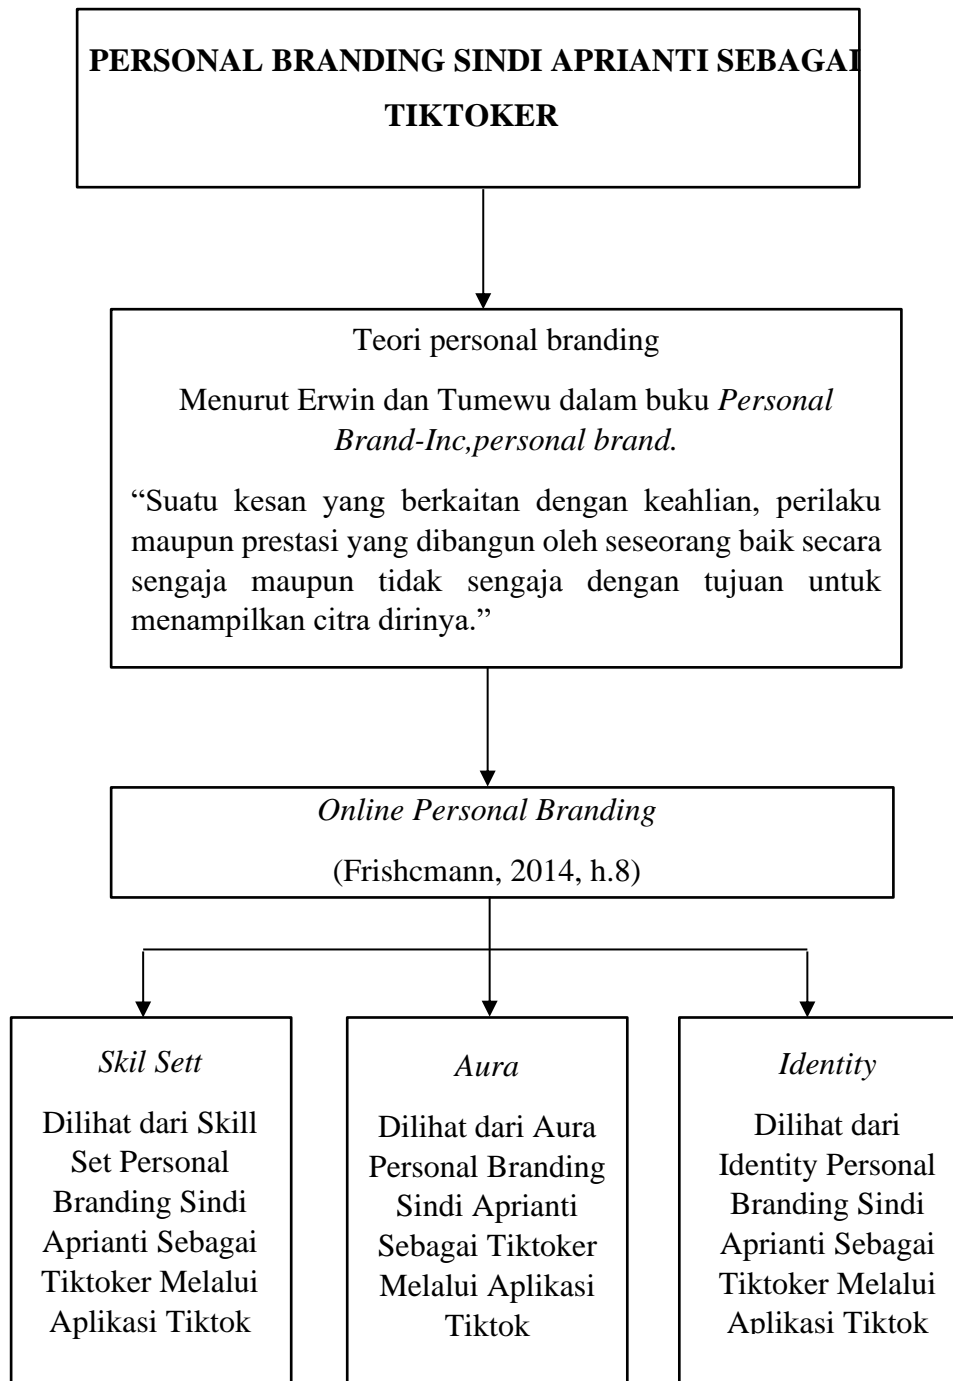 PERSONAL BRANDING SINDI APRIANTI SEBAGAI
TIKTOKER
Teori personal branding
Menurut Erwin dan Tumewu dalam buku Personal
Brand-Inc,personal brand.
“Suatu kesan yang berkaitan dengan keahlian, perilaku
maupun prestasi yang dibangun oleh seseorang baik secara
sengaja maupun tidak sengaja dengan tujuan untuk
menampilkan citra dirinya.”
Online Personal Branding
(Frishcmann, 2014, h.8)
Skil Sett
Dilihat dari Skill
Set Personal
Branding Sindi
Aprianti Sebagai
Tiktoker Melalui
Aplikasi Tiktok
Aura
Dilihat dari Aura
Personal Branding
Sindi Aprianti
Sebagai Tiktoker
Melalui Aplikasi
Tiktok
Identity
Dilihat dari
Identity Personal
Branding Sindi
Aprianti Sebagai
Tiktoker Melalui
Aplikasi Tiktok